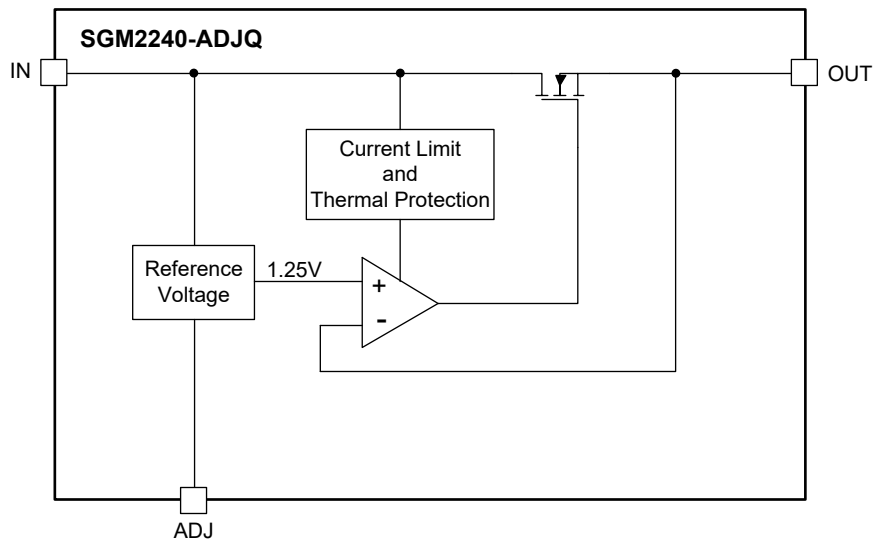 SGM2240-ADJQ
IN
OUT
Current Limit
and
Thermal Protection
Reference
Voltage
1.25V
+
-
ADJ